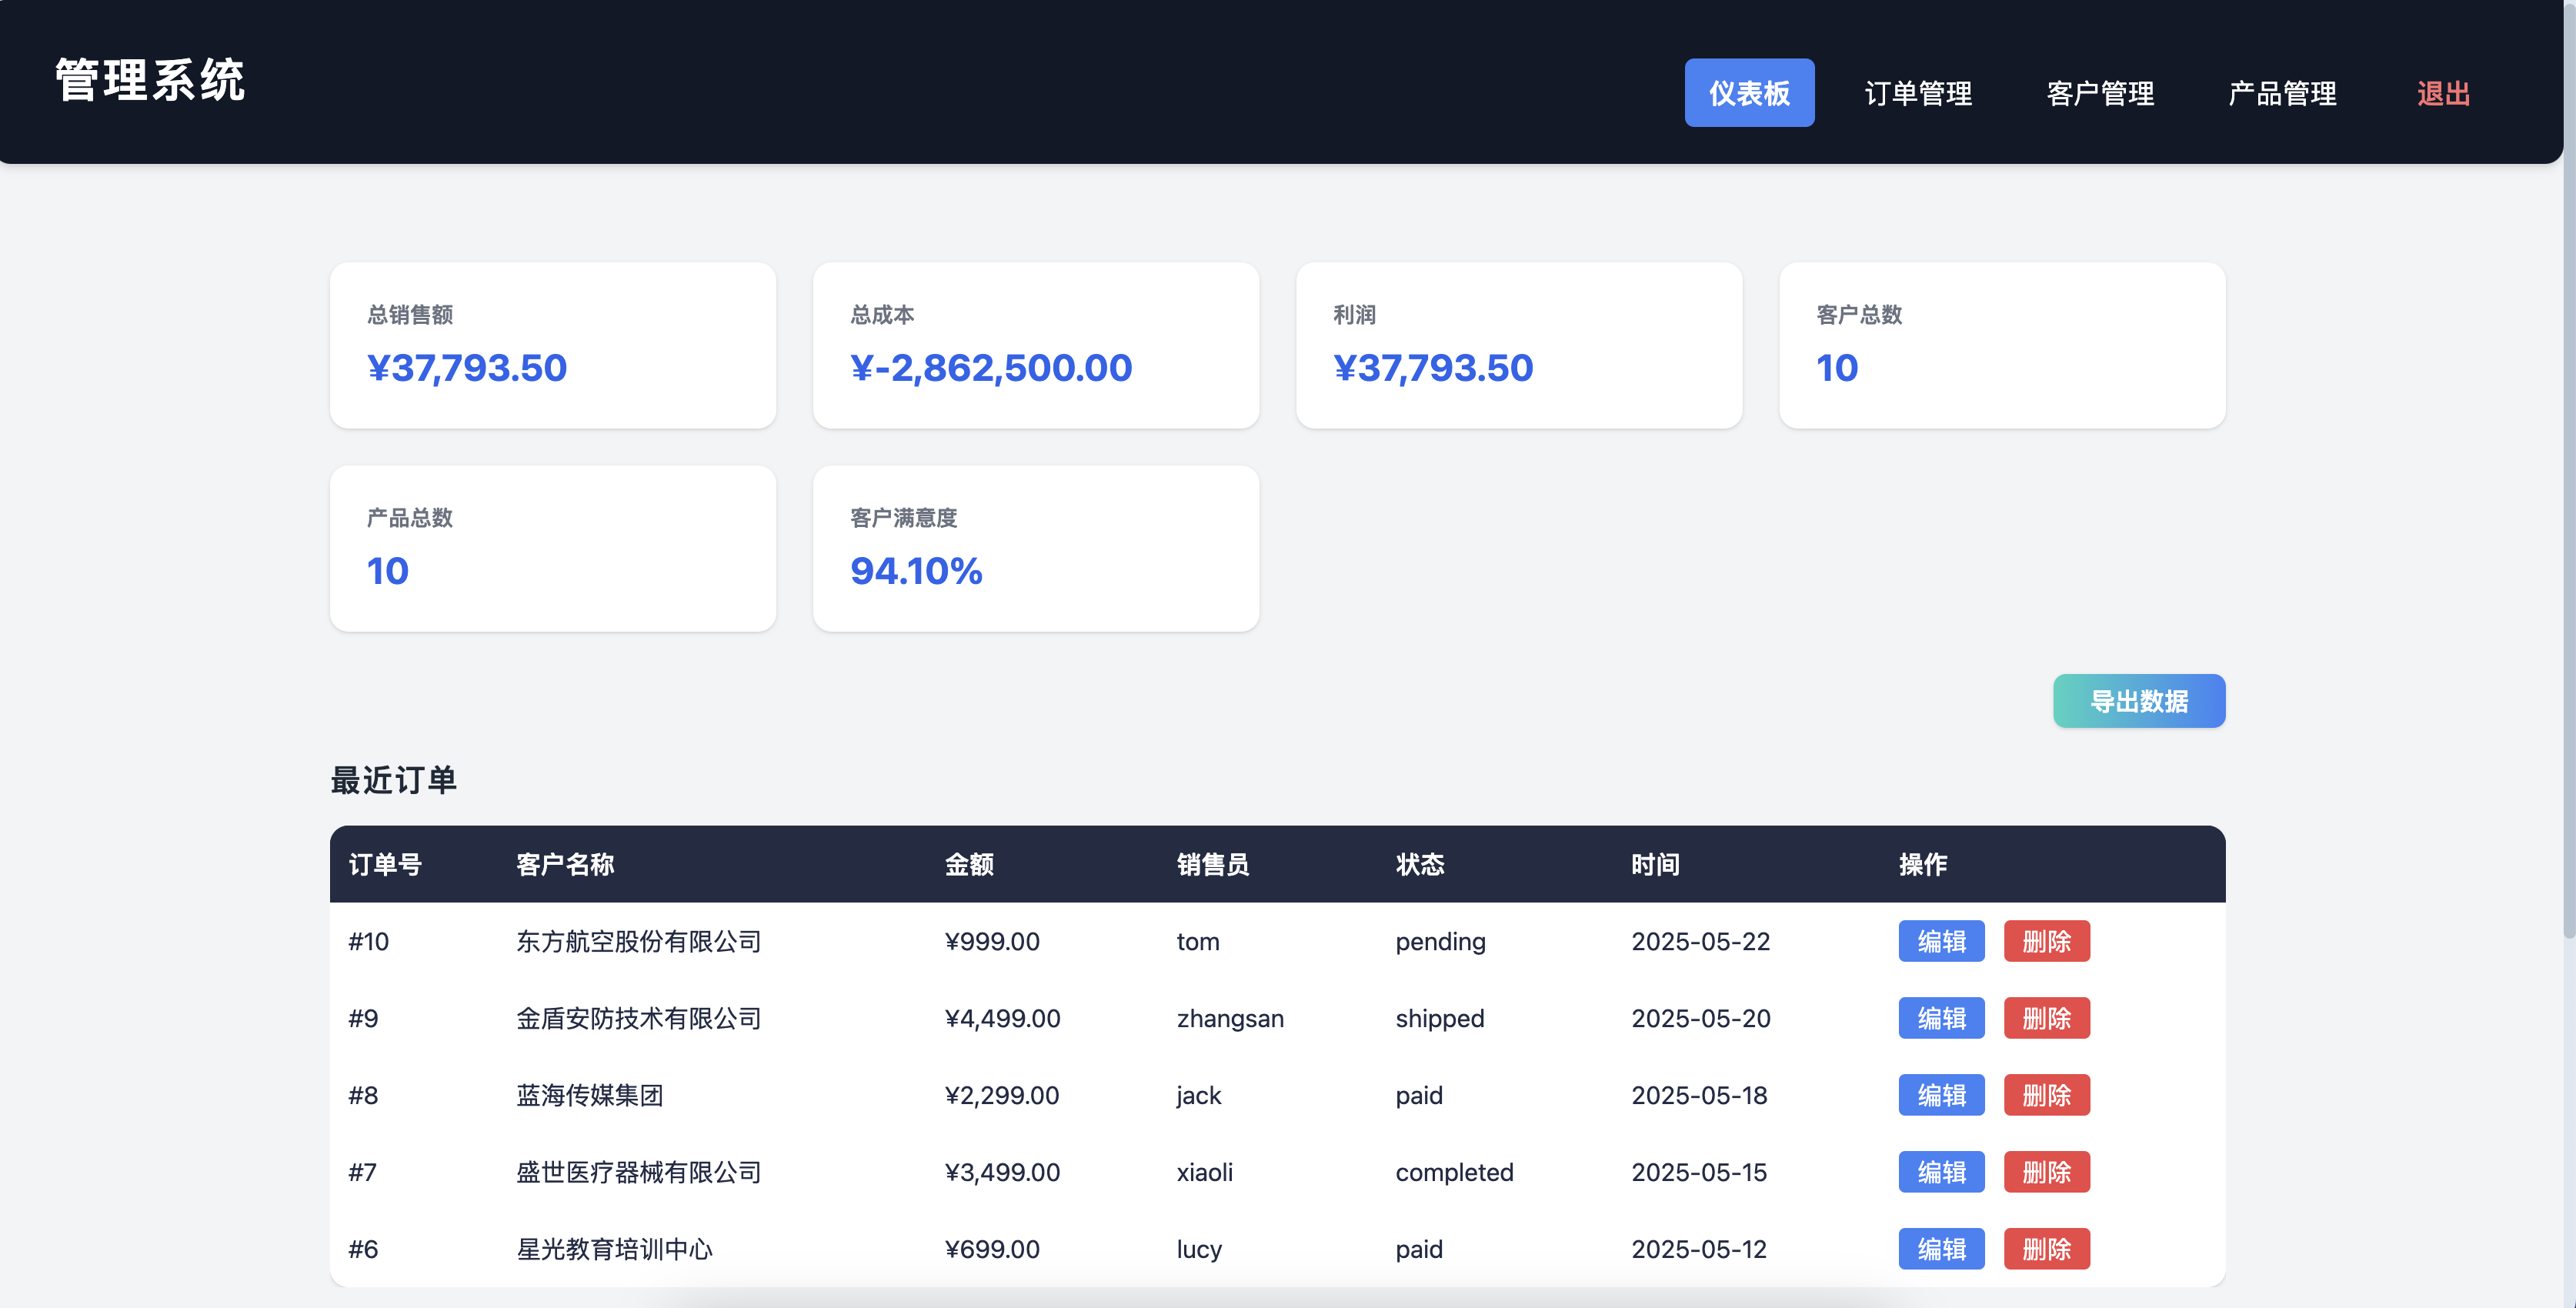 管理系统
仪表板 订单管理 客户管理 产品管理 退出
总销售额 总成本 利润 客户总数
¥37,793.50 ¥-2,862,500.00 ¥37,793.50 10
产品总数 客户满意度
10 94.10%
导出数据
最近订单
订单号 客户名称 金额 销售员 状态 时间 操作
#10 东方航空股份有限公司 ¥999.00 tom pending 2025-05-22 编辑 删除
#9 金盾安防技术有限公司 ¥4,499.00 zhangsan shipped 2025-05-20 编辑 删除
#8 蓝海传媒集团 ¥2,299.00 jack paid 2025-05-18 编辑 删除
#7 盛世医疗器械有限公司 ¥3,499.00 xiaoli completed 2025-05-15 编辑 删除
#6 星光教育培训中心 ¥699.00 lucy paid 2025-05-12 编辑 删除